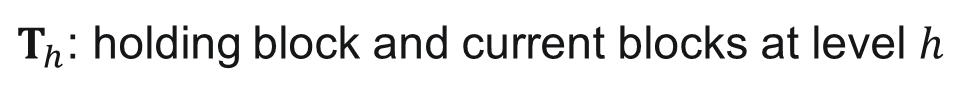 𝐓ₕ: holding block and current blocks at level ℎ